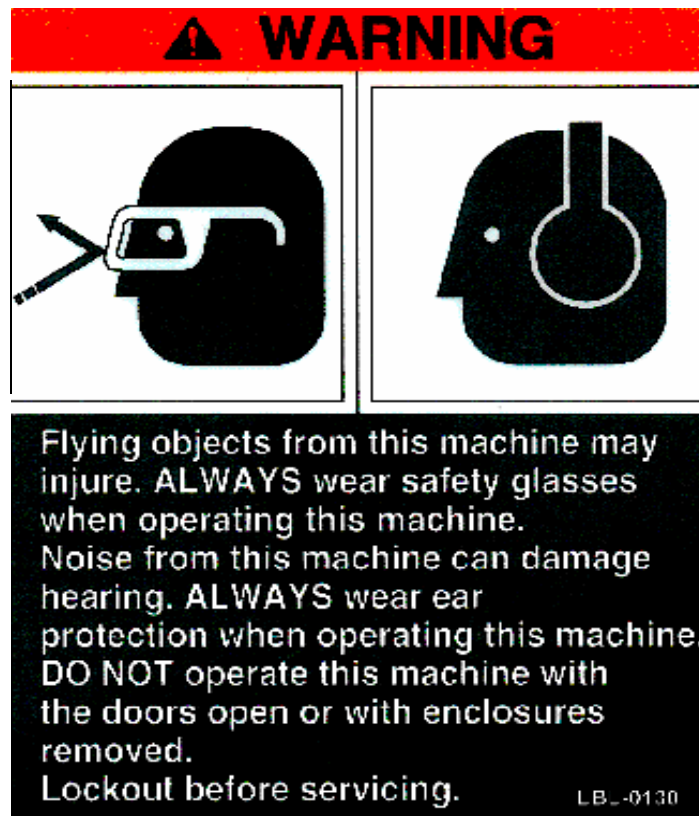 WARNING
Flying objects from this machine may
injure. ALWAYS wear safety glasses
when operating this machine.
Noise from this machine can damage
hearing. ALWAYS wear ear
protection when operating this machine.
DO NOT operate this machine with
the doors open or with enclosures
removed.
Lockout before servicing.